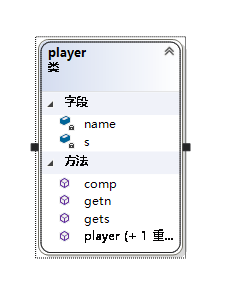 player
类
字段
name
s
方法
comp
getn
gets
player (+ 1 重...